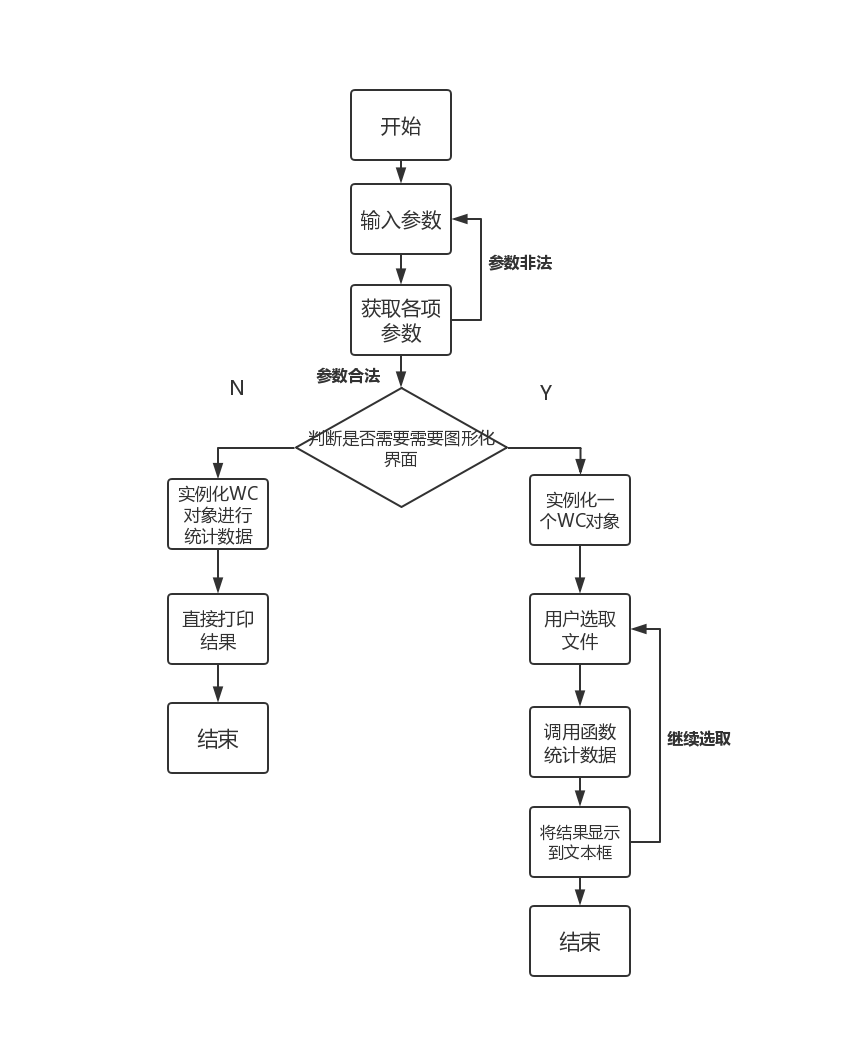 开始
输入参数
参数非法
获取各项
参数
参数合法
N
Y
判断是否需要需要图形化
界面
实例化WC
对象进行
统计数据
直接打印
结果
结束
实例化一
个WC对象
用户选取
文件
调用函数
统计数据
继续选取
将结果显示
到文本框
结束